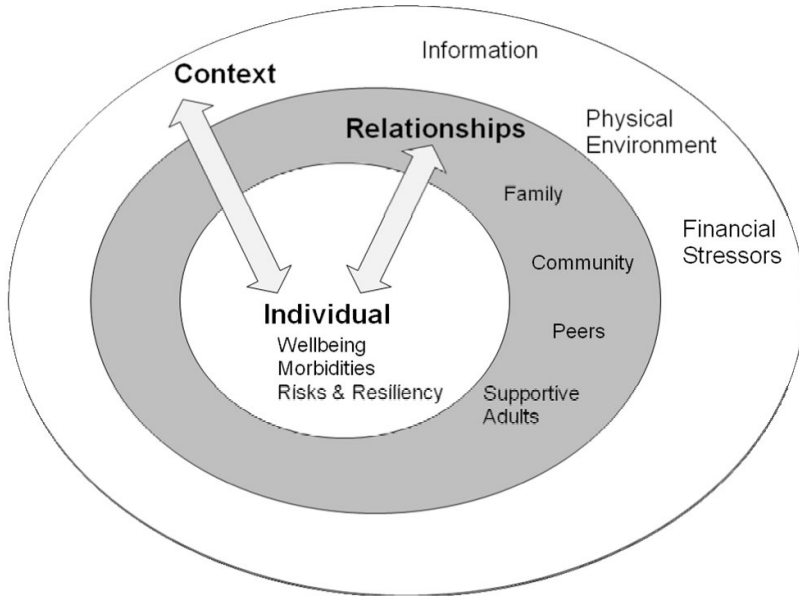 Information
Context
Physical
Environment
Relationships
Family
Financial
Stressors
Community
Individual
Peers
Wellbeing
Morbidities
Risks & Resiliency
Supportive
Adults